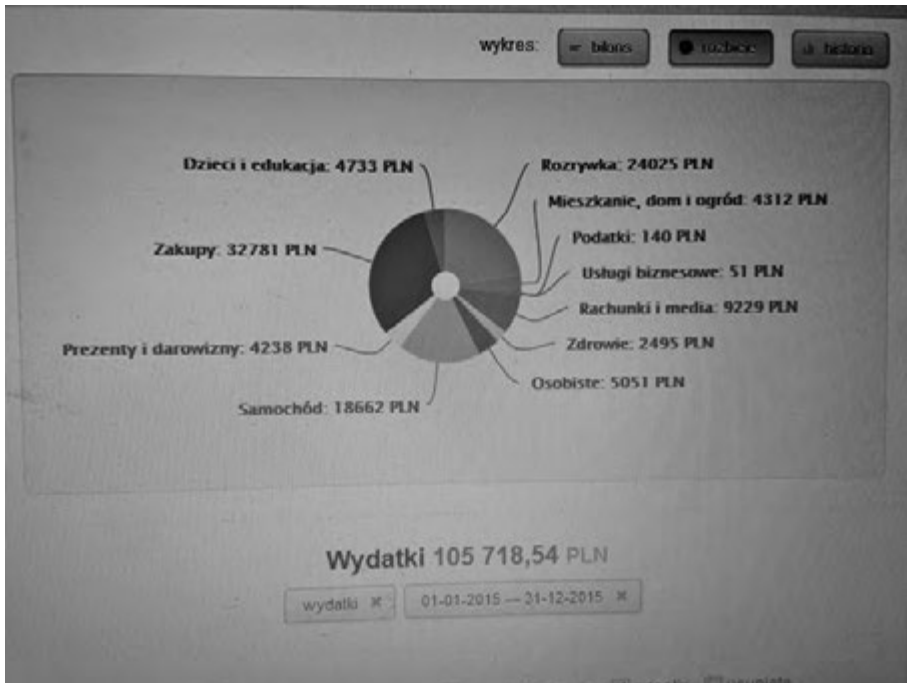 wykres: bilans rozbicie historia
Dzieci i edukacja: 4733 PLN
Rozrywka: 24025 PLN
Mieszkanie, dom i ogród: 4312 PLN
Zakupy: 32781 PLN
Podatki: 140 PLN
Usługi biznesowe: 51 PLN
Rachunki i media: 9229 PLN
Prezenty i darowizny: 4238 PLN
Zdrowie: 2495 PLN
Osobiste: 5051 PLN
Samochód: 18662 PLN
Wydatki 105 718,54 PLN
wydatki × 01-01-2015 — 31-12-2015 ×